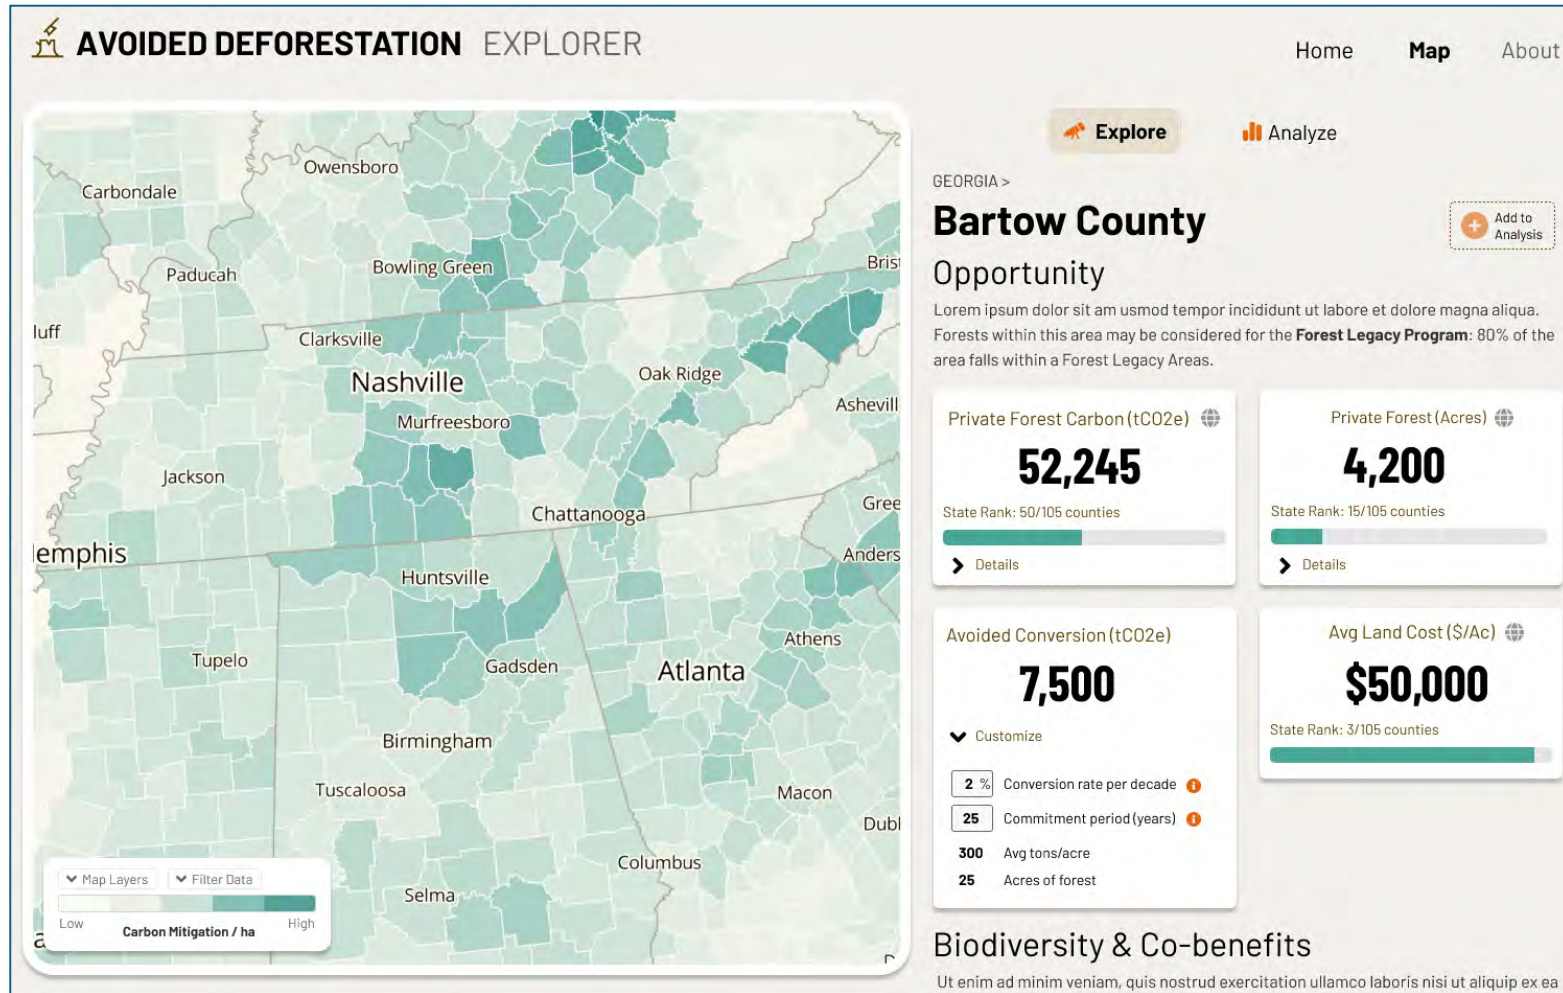 AVOIDED DEFORESTATION EXPLORER
Home Map About
Explore Analyze
GEORGIA >
Bartow County
Add to
Analysis
Opportunity
Lorem ipsum dolor sit am usmod tempor incididunt ut labore et dolore magna aliqua.
Forests within this area may be considered for the Forest Legacy Program: 80% of the
area falls within a Forest Legacy Areas.
Private Forest Carbon (tCO2e)
52,245
State Rank: 50/105 counties
Details
Private Forest (Acres)
4,200
State Rank: 15/105 counties
Details
Avoided Conversion (tCO2e)
7,500
Customize
2 % Conversion rate per decade
25 Commitment period (years)
300 Avg tons/acre
25 Acres of forest
Avg Land Cost ($/Ac)
$50,000
State Rank: 3/105 counties
Biodiversity & Co-benefits
Ut enim ad minim veniam, quis nostrud exercitation ullamco laboris nisi ut aliquip ex ea
Owensboro
Carbondale
Paducah
Bowling Green
Brist
luff
Clarksville
Nashville
Oak Ridge
Ashevill
Murfreesboro
Jackson
Chattanooga
Gree
emphis
Anders
Huntsville
Athens
Tupelo
Gadsden
Atlanta
Birmingham
Tuscaloosa
Macon
Dubl
Columbus
Selma
Map Layers Filter Data
Low High
Carbon Mitigation / ha